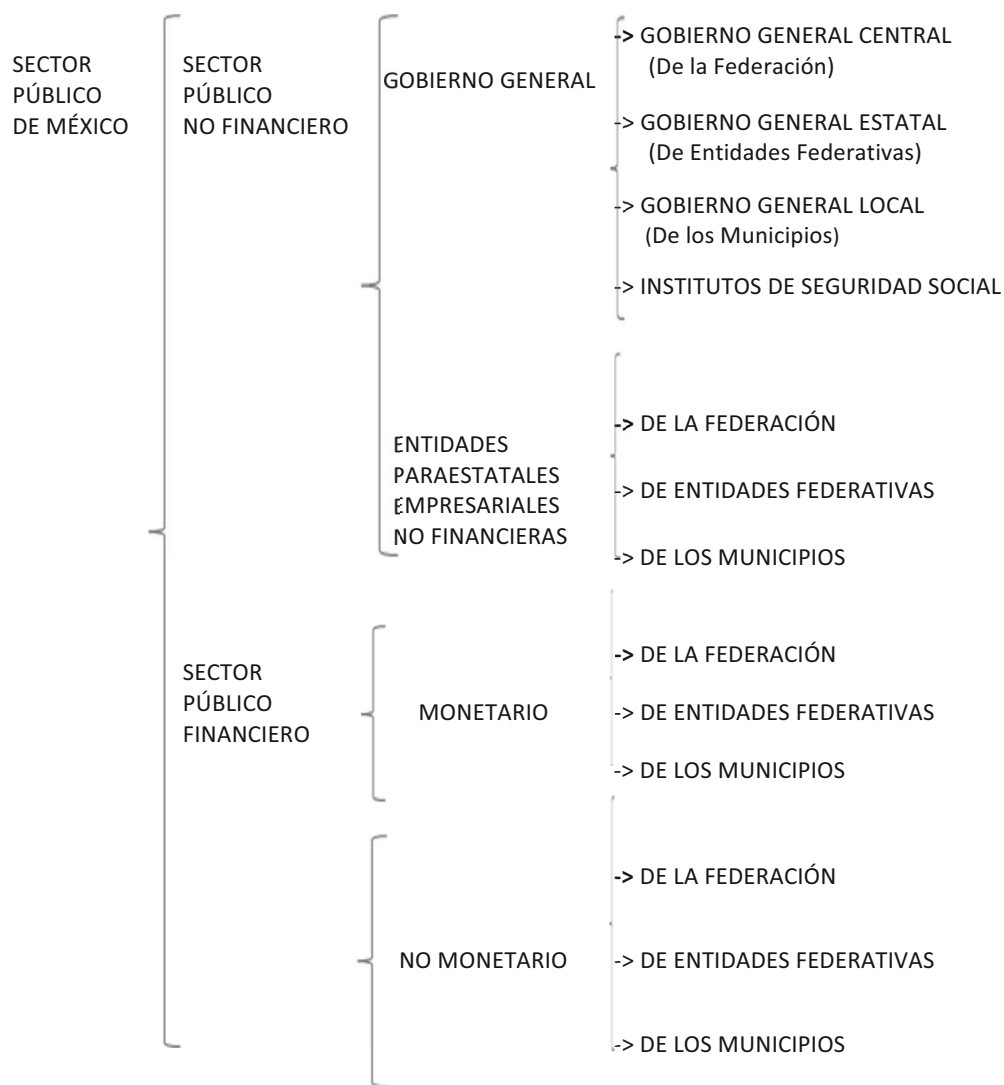 SECTOR
PÚBLICO
DE MÉXICO
SECTOR
PÚBLICO
NO FINANCIERO
GOBIERNO GENERAL
-> GOBIERNO GENERAL CENTRAL
(De la Federación)
-> GOBIERNO GENERAL ESTATAL
(De Entidades Federativas)
-> GOBIERNO GENERAL LOCAL
(De los Municipios)
-> INSTITUTOS DE SEGURIDAD SOCIAL
ENTIDADES
PARAESTATALES
EMPRESARIALES
NO FINANCIERAS
-> DE LA FEDERACIÓN
-> DE ENTIDADES FEDERATIVAS
-> DE LOS MUNICIPIOS
SECTOR
PÚBLICO
FINANCIERO
MONETARIO
-> DE LA FEDERACIÓN
-> DE ENTIDADES FEDERATIVAS
-> DE LOS MUNICIPIOS
NO MONETARIO
-> DE LA FEDERACIÓN
-> DE ENTIDADES FEDERATIVAS
-> DE LOS MUNICIPIOS